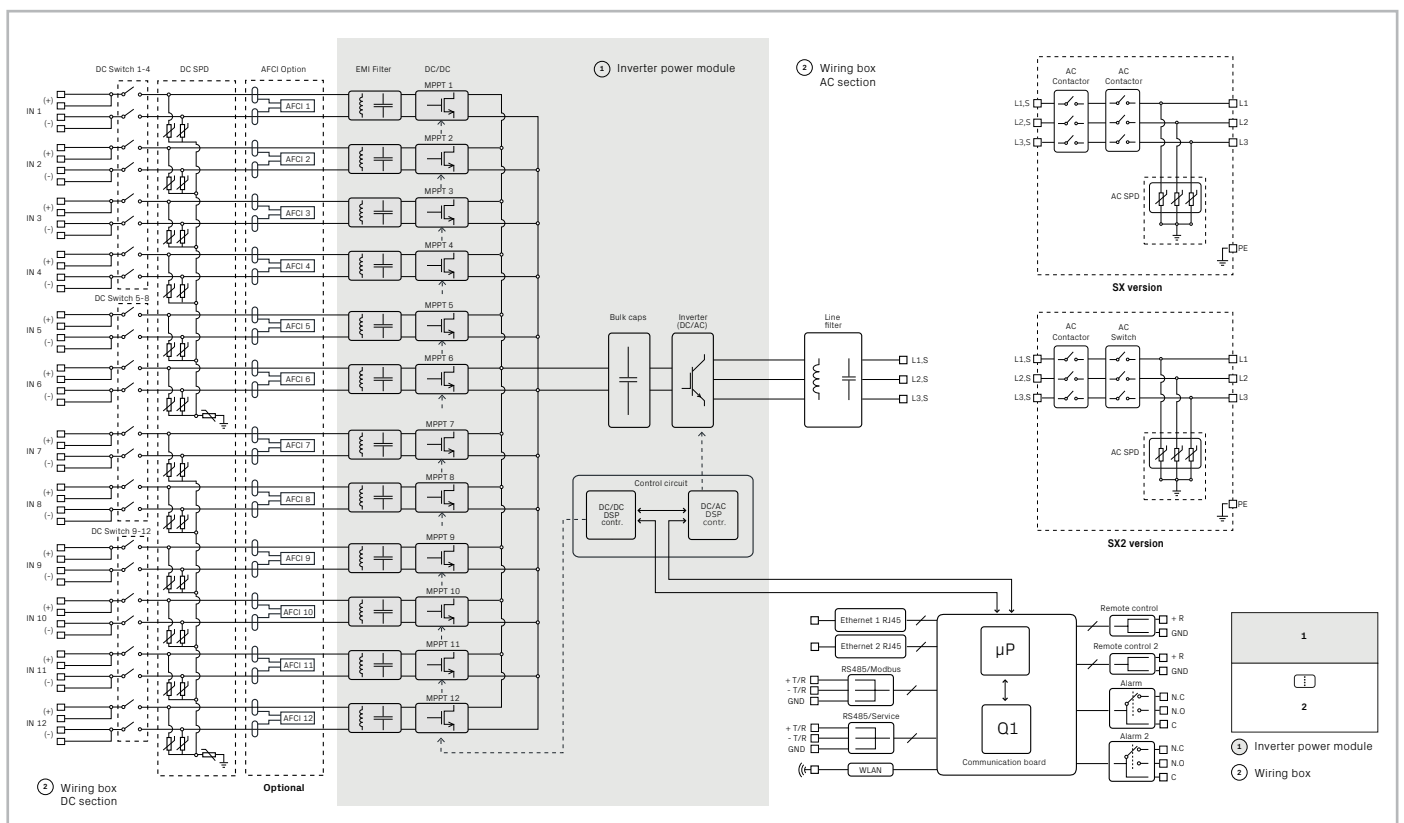 DC Switch 1-4
DC SPD
AFCI Option
EMI Filter
DC/DC
1 Inverter power module
2 Wiring box
AC section
IN 1
(+)
(-)
AFCI 1
MPPT 1
IN 2
(+)
(-)
AFCI 2
MPPT 2
IN 3
(+)
(-)
AFCI 3
MPPT 3
IN 4
(+)
(-)
AFCI 4
MPPT 4
DC Switch 5-8
IN 5
(+)
(-)
AFCI 5
MPPT 5
IN 6
(+)
(-)
AFCI 6
MPPT 6
IN 7
(+)
(-)
AFCI 7
MPPT 7
IN 8
(+)
(-)
AFCI 8
MPPT 8
DC Switch 9-12
IN 9
(+)
(-)
AFCI 9
MPPT 9
IN 10
(+)
(-)
AFCI 10
MPPT 10
IN 11
(+)
(-)
AFCI 11
MPPT 11
IN 12
(+)
(-)
AFCI 12
MPPT 12
2 Wiring box
DC section
Optional
Bulk caps
Inverter
(DC/AC)
Line
filter
L1,S
L2,S
L3,S
Control circuit
DC/DC
DSP
contr.
DC/AC
DSP
contr.
AC
Contactor
AC
Contactor
L1,S
L2,S
L3,S
L1
L2
L3
AC SPD
PE
SX version
AC
Contactor
AC
Switch
L1,S
L2,S
L3,S
L1
L2
L3
AC SPD
PE
SX2 version
Ethernet 1 RJ45
Ethernet 2 RJ45
RS485/Modbus
+ T/R
- T/R
GND
RS485/Service
+ T/R
- T/R
GND
WLAN
µP
Q1
Communication board
Remote control
+ R
GND
Remote control 2
+ R
GND
Alarm
N.C
N.O
C
Alarm 2
N.C
N.O
C
1
2
1 Inverter power module
2 Wiring box